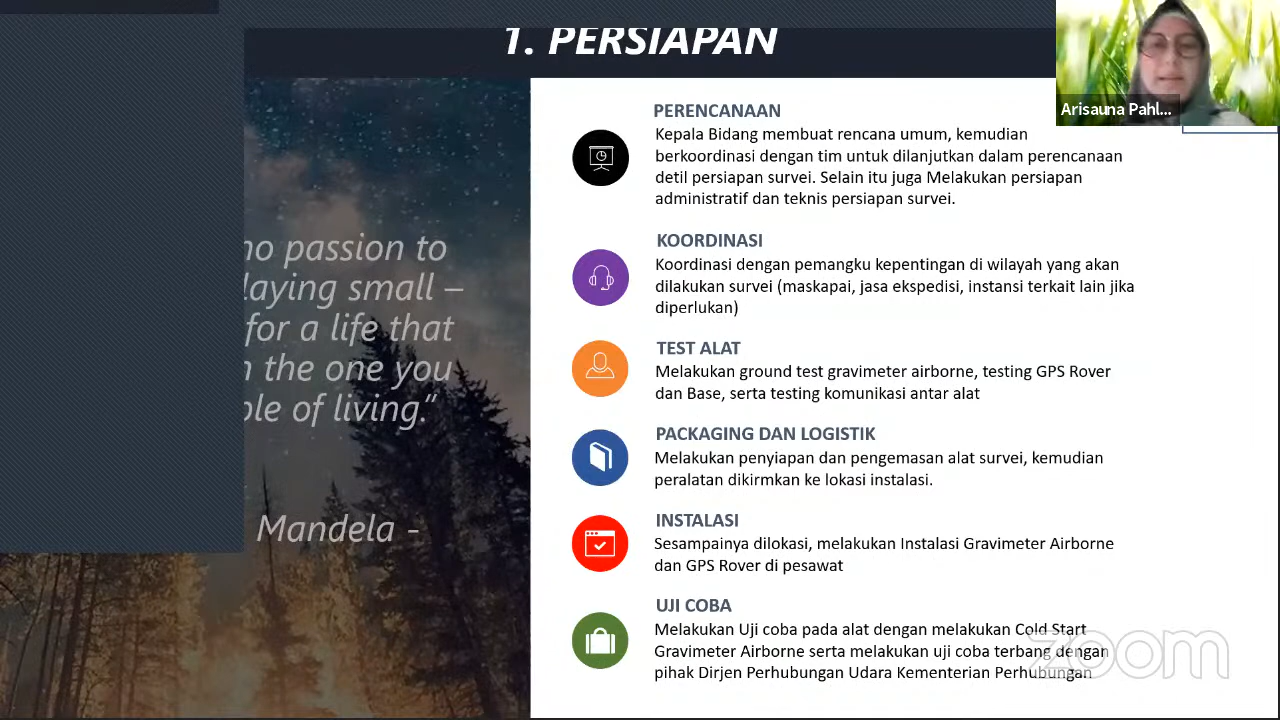 1. PERSIAPAN
Arisauna Pahl...
no passion to
laying small –
for a life that
the one you
of living.”
Mandela -
PERENCANAAN
Kepala Bidang membuat rencana umum, kemudian
berkoordinasi dengan tim untuk dilanjutkan dalam perencanaan
detil persiapan survei. Selain itu juga Melakukan persiapan
administratif dan teknis persiapan survei.
KOORDINASI
Koordinasi dengan pemangku kepentingan di wilayah yang akan
dilakukan survei (maskapai, jasa ekspedisi, instansi terkait lain jika
diperlukan)
TEST ALAT
Melakukan ground test gravimeter airborne, testing GPS Rover
dan Base, serta testing komunikasi antar alat
PACKAGING DAN LOGISTIK
Melakukan penyiapan dan pengemasan alat survei, kemudian
peralatan dikirmkan ke lokasi instalasi.
INSTALASI
Sesampainya dilokasi, melakukan Instalasi Gravimeter Airborne
dan GPS Rover di pesawat
UJI COBA
Melakukan Uji coba pada alat dengan melakukan Cold Start
Gravimeter Airborne serta melakukan uji coba terbang dengan
pihak Dirjen Perhubungan Udara Kementerian Perhubungan
zoom